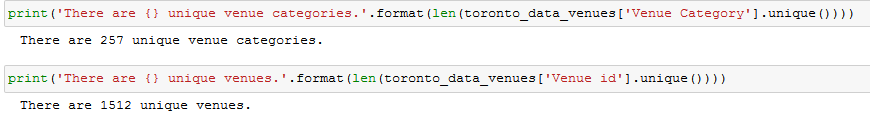 print('There are {} unique venue categories.'.format(len(toronto_data_venues['Venue Category'].unique())))
There are 257 unique venue categories.
print('There are {} unique venues.'.format(len(toronto_data_venues['Venue id'].unique())))
There are 1512 unique venues.